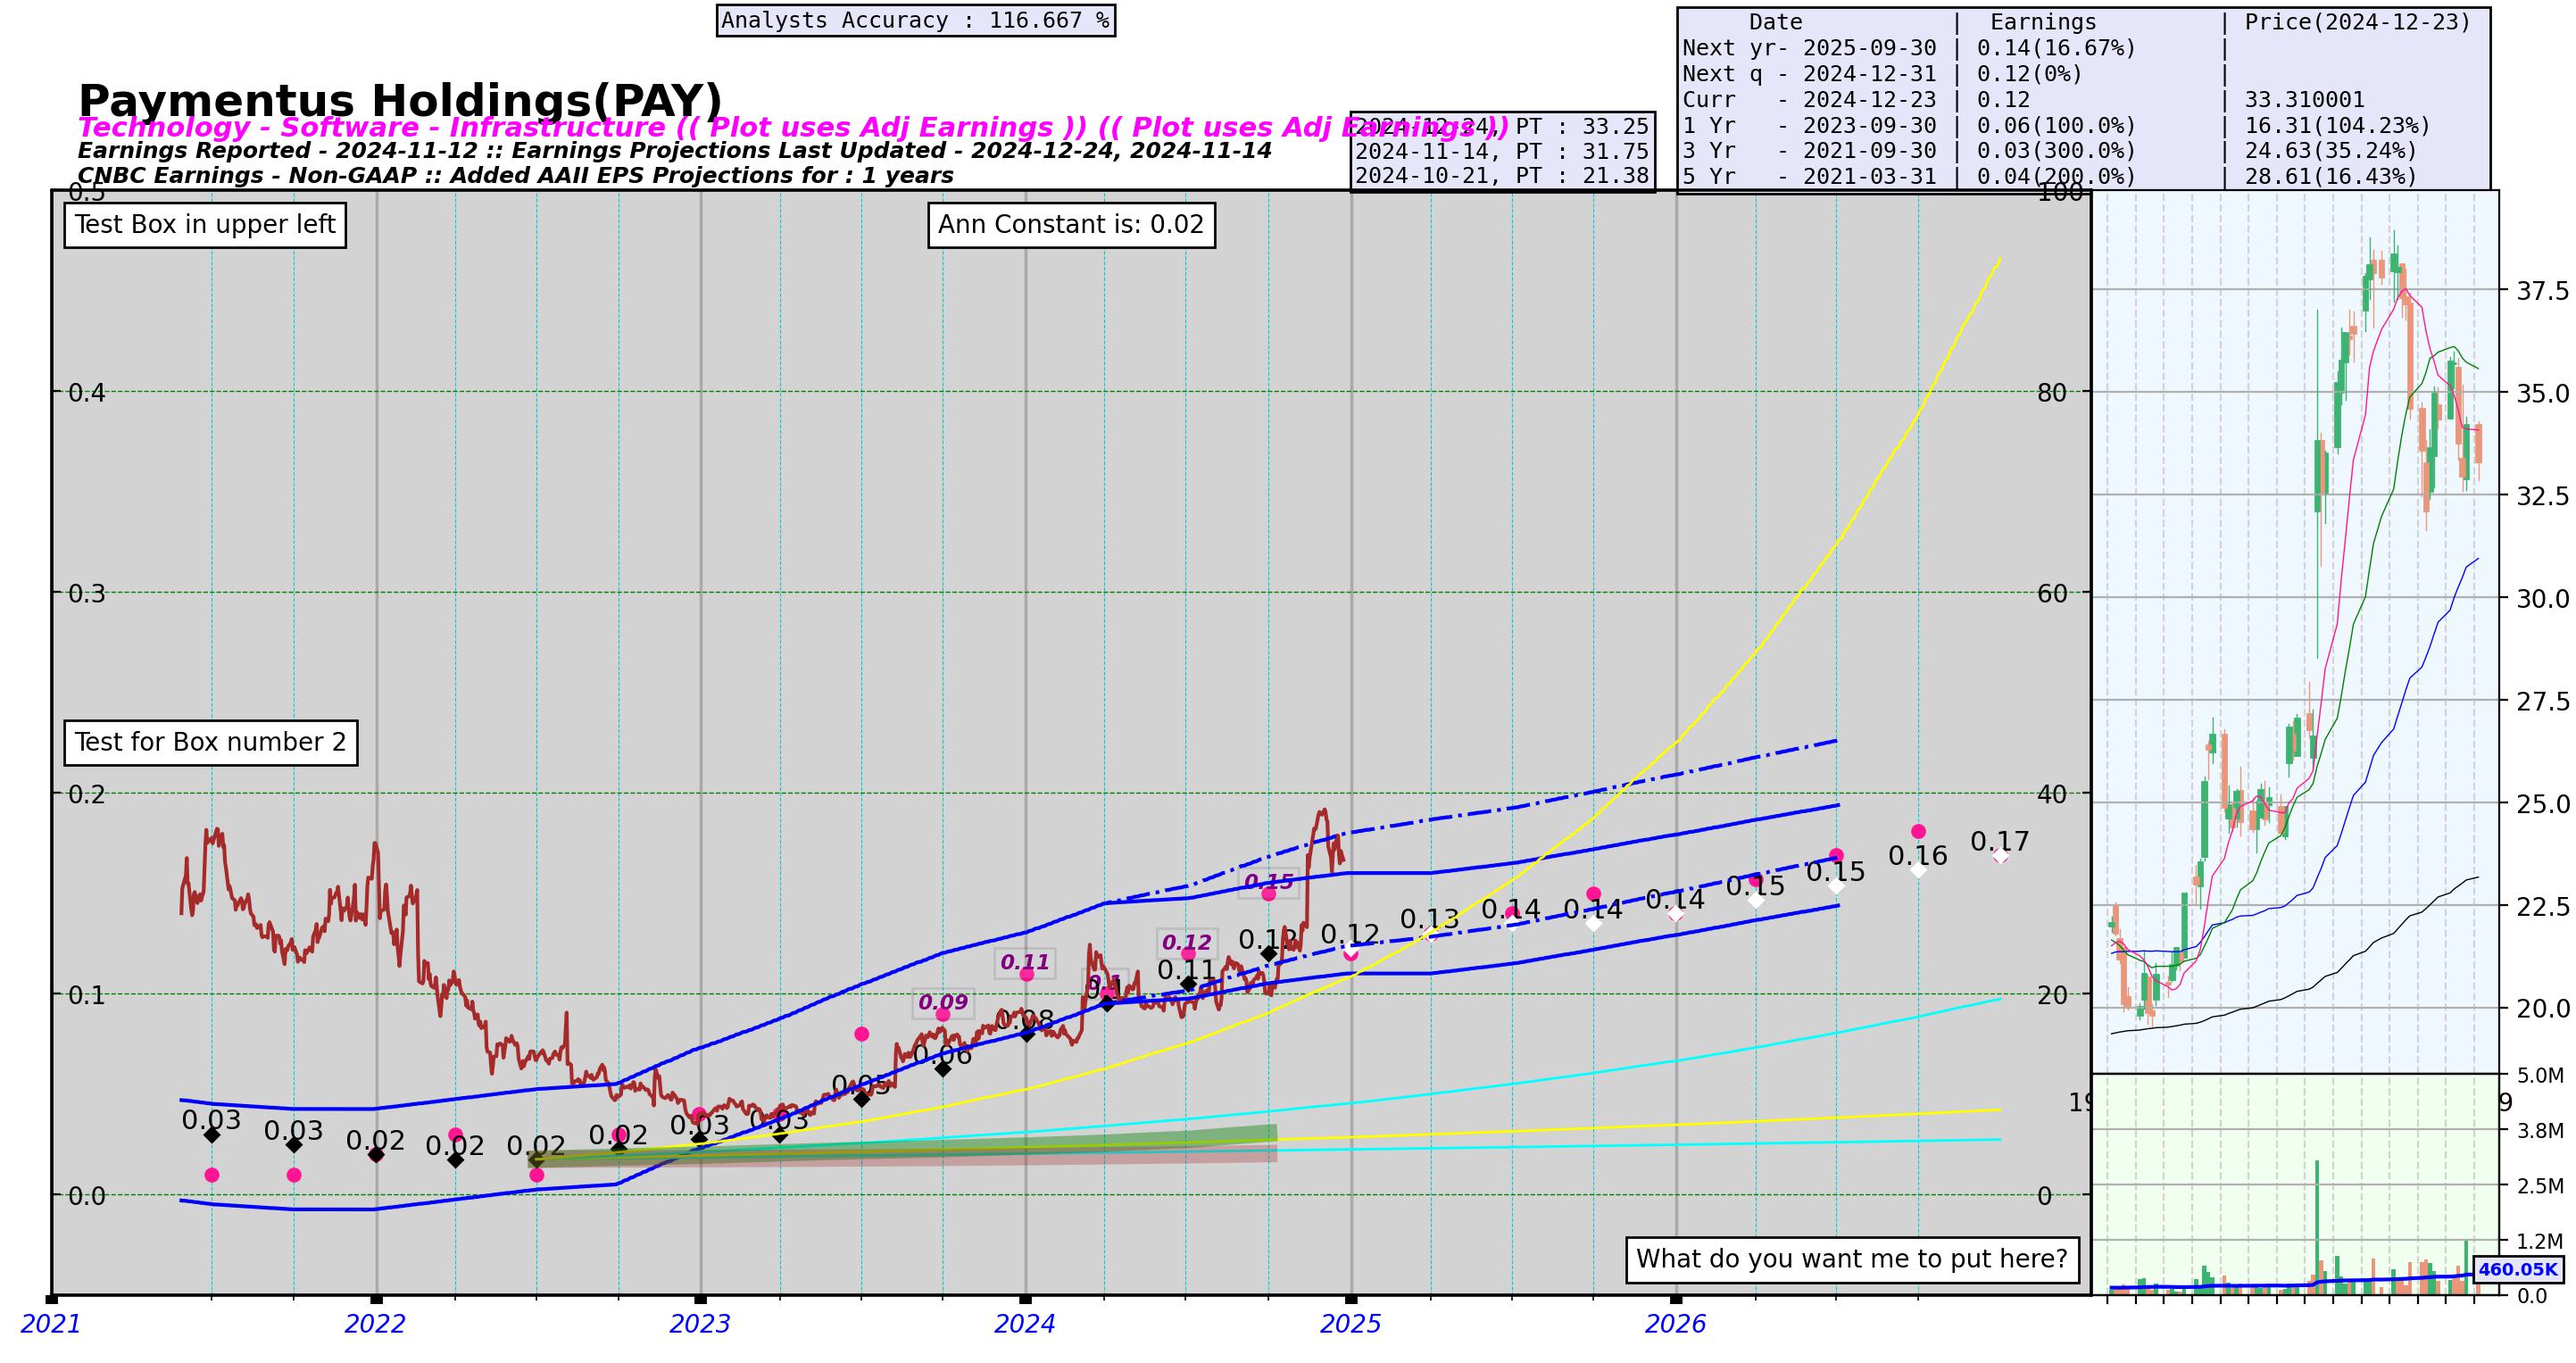 Analysts Accuracy : 116.667 %
Date | Earnings | Price(2024-12-23)
Next yr- 2025-09-30 | 0.14(16.67%) |
Next q - 2024-12-31 | 0.12(0%) |
Curr - 2024-12-23 | 0.12 | 33.310001
1 Yr - 2023-09-30 | 0.06(100.0%) | 16.31(104.23%)
3 Yr - 2021-09-30 | 0.03(300.0%) | 24.63(35.24%)
5 Yr - 2021-03-31 | 0.04(200.0%) | 28.61(16.43%)
Paymentus Holdings(PAY)
Technology - Software - Infrastructure (( Plot uses Adj Earnings )) (( Plot uses Adj Earnings ))
Earnings Reported - 2024-11-12 :: Earnings Projections Last Updated - 2024-12-24, 2024-11-14
CNBC Earnings - Non-GAAP :: Added AAII EPS Projections for : 1 years
2024-12-24, PT : 33.25
2024-11-14, PT : 31.75
2024-10-21, PT : 21.38
0.5
0.4
0.3
0.2
0.1
0.0
Test Box in upper left
Ann Constant is: 0.02
Test for Box number 2
What do you want me to put here?
100
80
60
40
20
0
0.03
0.03
0.02
0.02
0.02
0.02
0.03
0.03
0.05
0.06
0.08
0.1
0.11
0.12
0.12
0.13
0.14
0.14
0.14
0.15
0.15
0.16
0.17
0.09
0.11
0.1
0.12
0.15
2021
2022
2023
2024
2025
2026
37.5
35.0
32.5
30.0
27.5
25.0
22.5
20.0
19
9
5.0M
3.8M
2.5M
1.2M
460.05K
0.0